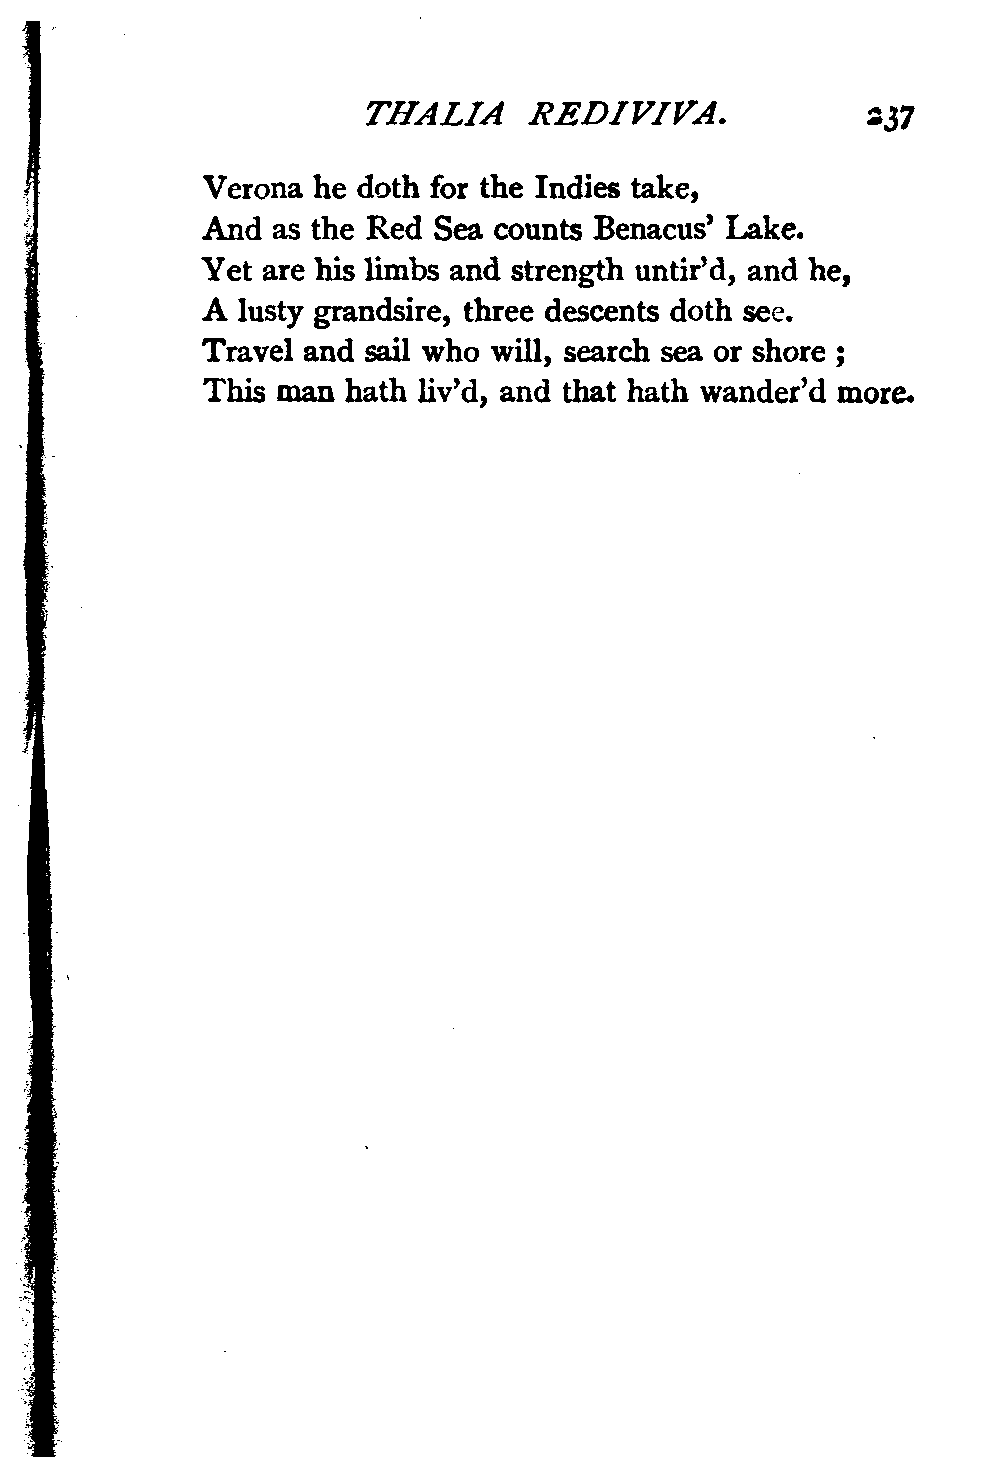 THALIA REDIVIVA. 237
Verona he doth for the Indies take,
And as the Red Sea counts Benacus' Lake.
Yet are his limbs and strength untir'd, and he,
A lusty grandsire, three descents doth see.
Travel and sail who will, search sea or shore ;
This man hath liv'd, and that hath wander'd more.